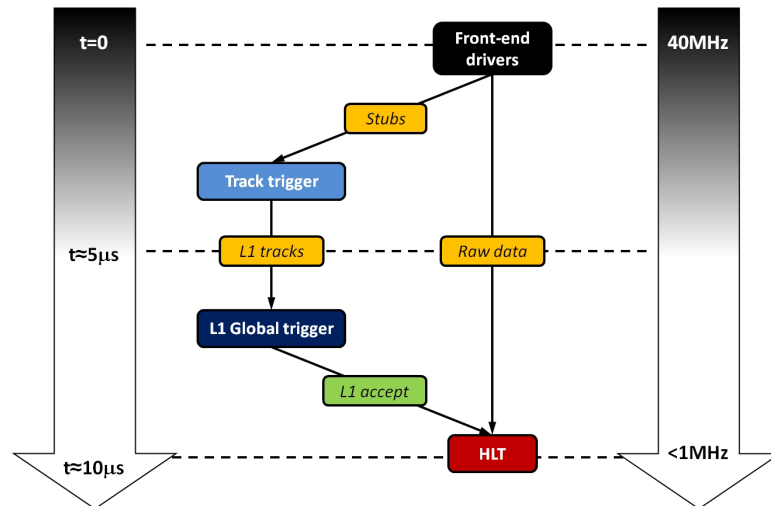 t=0
Front-end
drivers
40MHz
Stubs
Track trigger
t≈5μs
L1 tracks
Raw data
L1 Global trigger
L1 accept
HLT
t≈10μs
<1MHz